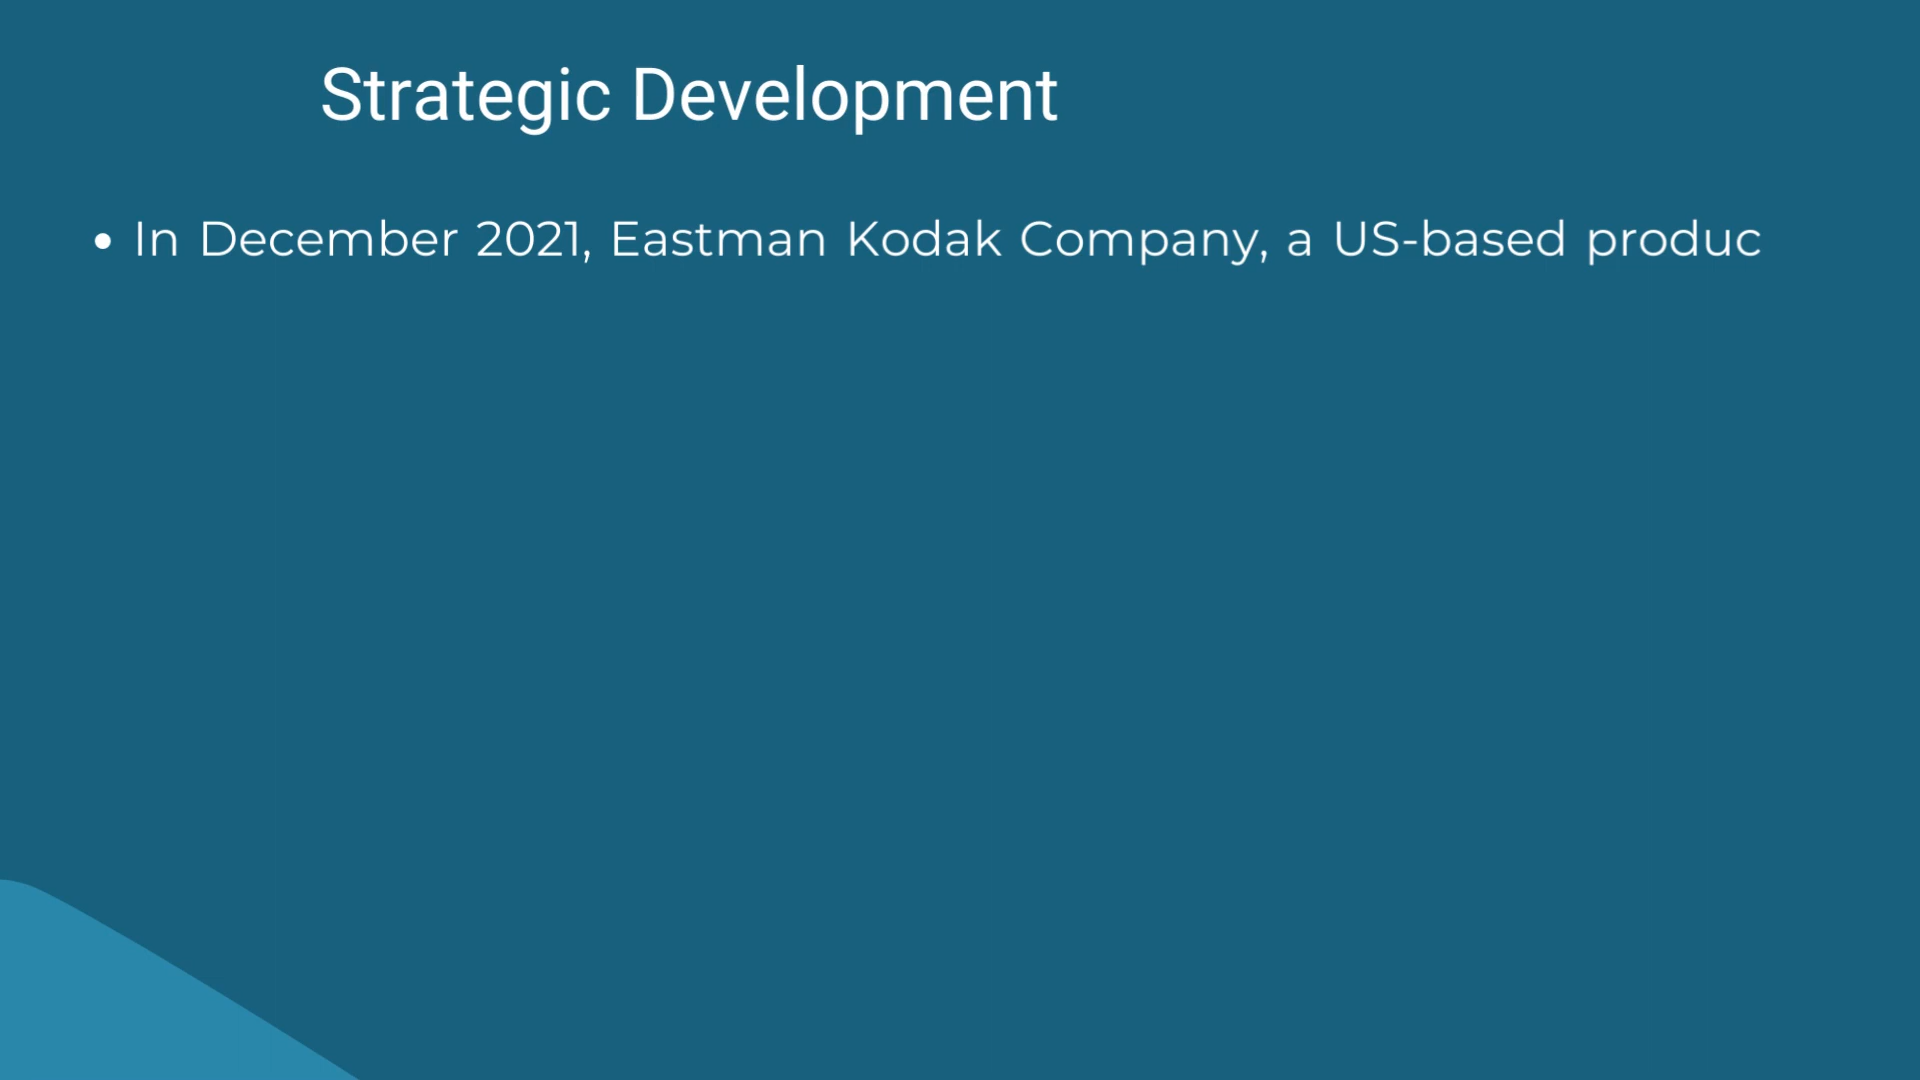 Strategic Development
• In December 2021, Eastman Kodak Company, a US-based produc